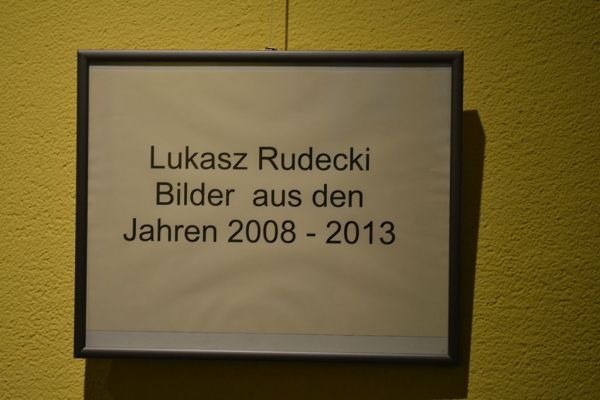 Lukasz Rudecki
Bilder aus den
Jahren 2008 - 2013